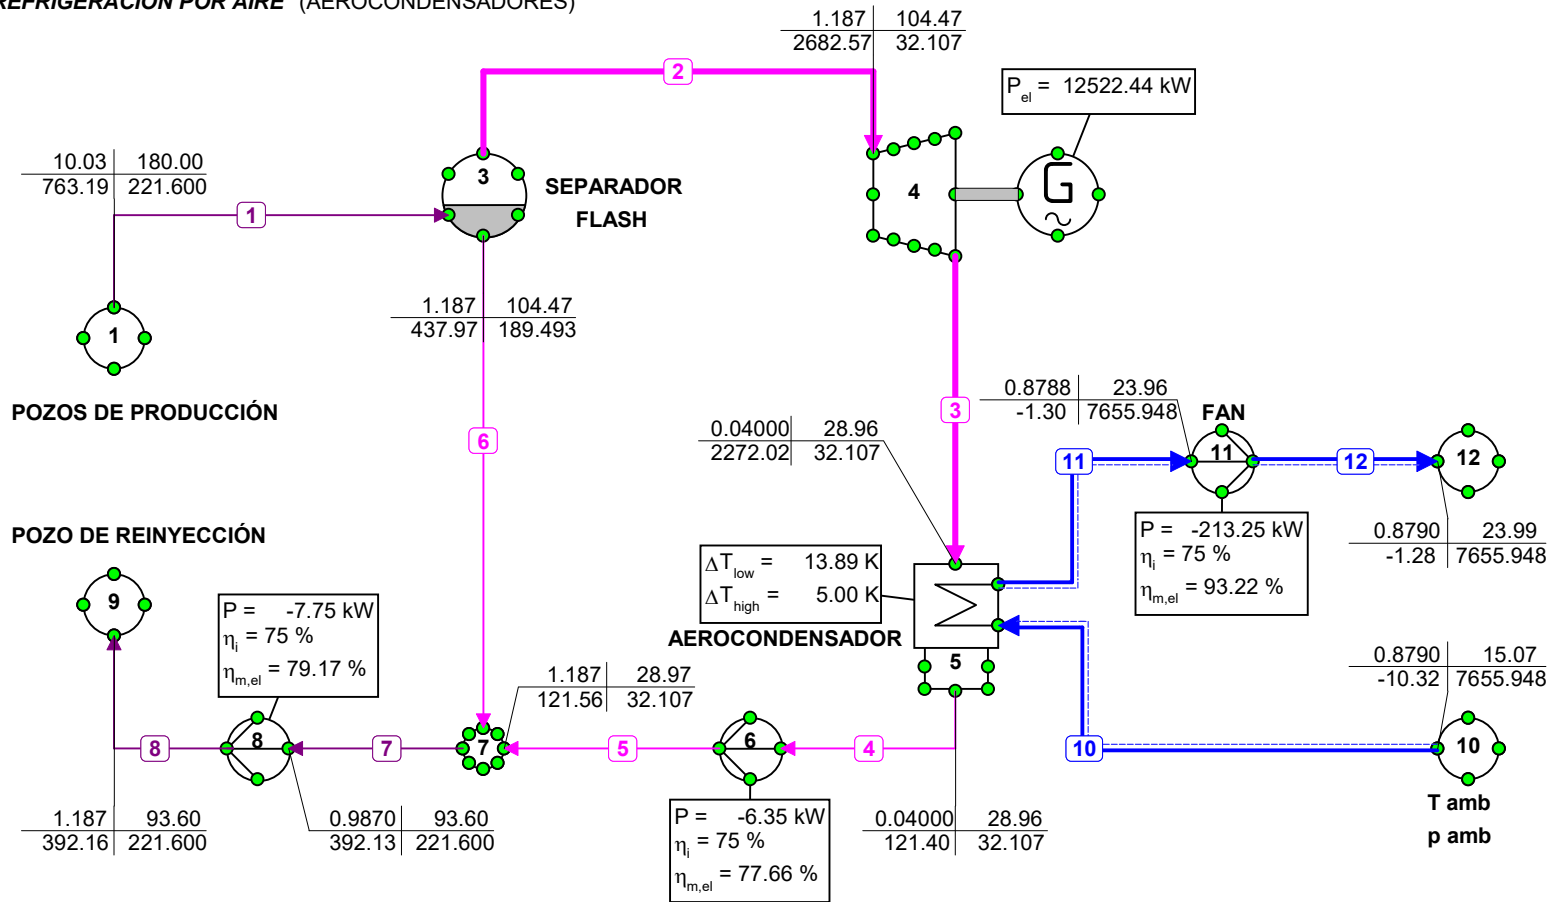 REFRIGERACIÓN POR AIRE (AEROCONDENSADORES)
1.187 104.47
2682.57 32.107
2
P el = 12522.44 kW
10.03 180.00
763.19 221.600
3
SEPARADOR
FLASH
4
G
1
1.187 104.47
437.97 189.493
1
POZOS DE PRODUCCIÓN
0.8788 23.96
-1.30 7655.948
FAN
3
0.04000 28.96
2272.02 32.107
6
11
11
12
12
POZO DE REINYECCIÓN
P = -213.25 kW
ηi = 75 %
ηm,el = 93.22 %
0.8790 23.99
-1.28 7655.948
ΔT low = 13.89 K
ΔT high = 5.00 K
9
P = -7.75 kW
ηi = 75 %
ηm,el = 79.17 %
AEROCONDENSADOR
5
0.8790 15.07
-10.32 7655.948
1.187 28.97
121.56 32.107
8
8
7
7
5
6
4
10
10
T amb
p amb
1.187 93.60
392.16 221.600
0.9870 93.60
392.13 221.600
P = -6.35 kW
ηi = 75 %
ηm,el = 77.66 %
0.04000 28.96
121.40 32.107